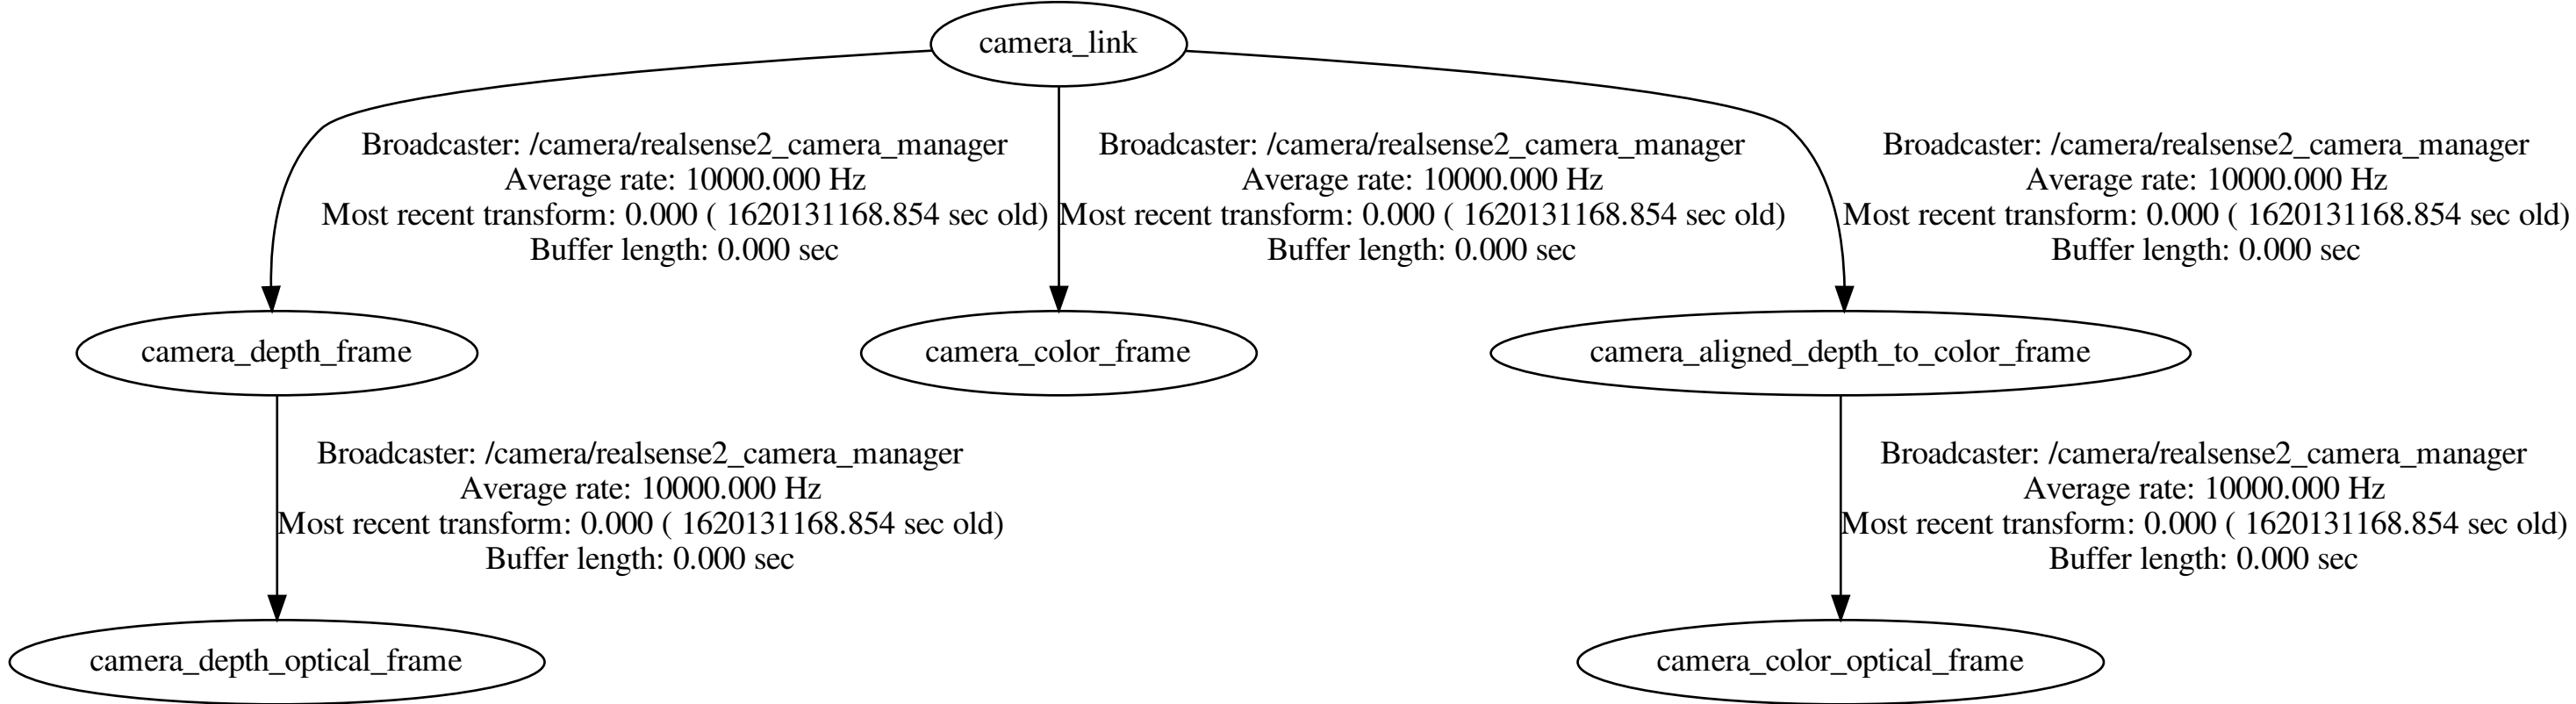 camera_link
Broadcaster: /camera/realsense2_camera_manager
Average rate: 10000.000 Hz
Most recent transform: 0.000 ( 1620131168.854 sec old)
Buffer length: 0.000 sec
Broadcaster: /camera/realsense2_camera_manager
Average rate: 10000.000 Hz
Most recent transform: 0.000 ( 1620131168.854 sec old)
Buffer length: 0.000 sec
Broadcaster: /camera/realsense2_camera_manager
Average rate: 10000.000 Hz
Most recent transform: 0.000 ( 1620131168.854 sec old)
Buffer length: 0.000 sec
camera_depth_frame
camera_color_frame
camera_aligned_depth_to_color_frame
Broadcaster: /camera/realsense2_camera_manager
Average rate: 10000.000 Hz
Most recent transform: 0.000 ( 1620131168.854 sec old)
Buffer length: 0.000 sec
Broadcaster: /camera/realsense2_camera_manager
Average rate: 10000.000 Hz
Most recent transform: 0.000 ( 1620131168.854 sec old)
Buffer length: 0.000 sec
camera_depth_optical_frame
camera_color_optical_frame